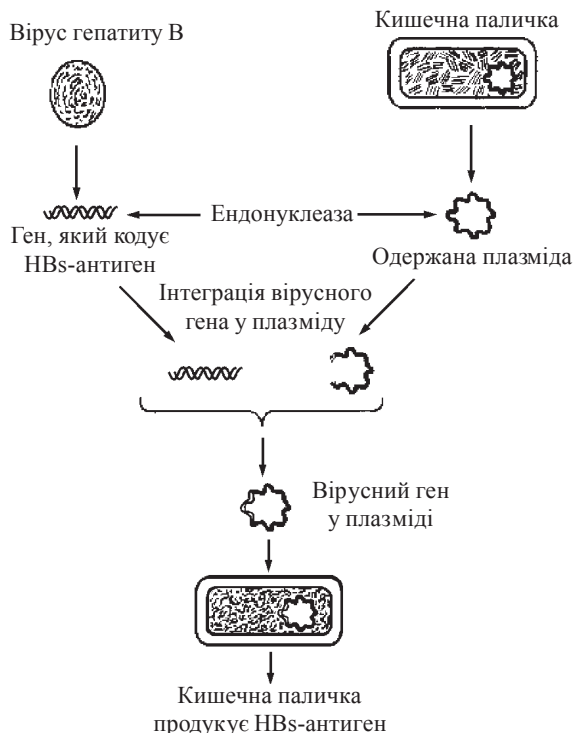 Вірус гепатиту В
Кишечна паличка
Ендонуклеаза
Ген, який кодує
HBs-антиген
Одержана плазміда
Інтеграція вірусного
гена у плазміду
Вірусний ген
у плазміді
Кишечна паличка
продукує HBs-антиген